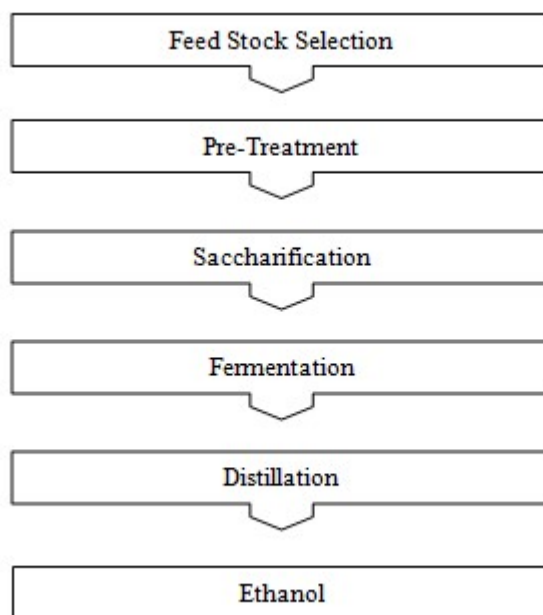 Feed Stock Selection
Pre-Treatment
Saccharification
Fermentation
Distillation
Ethanol